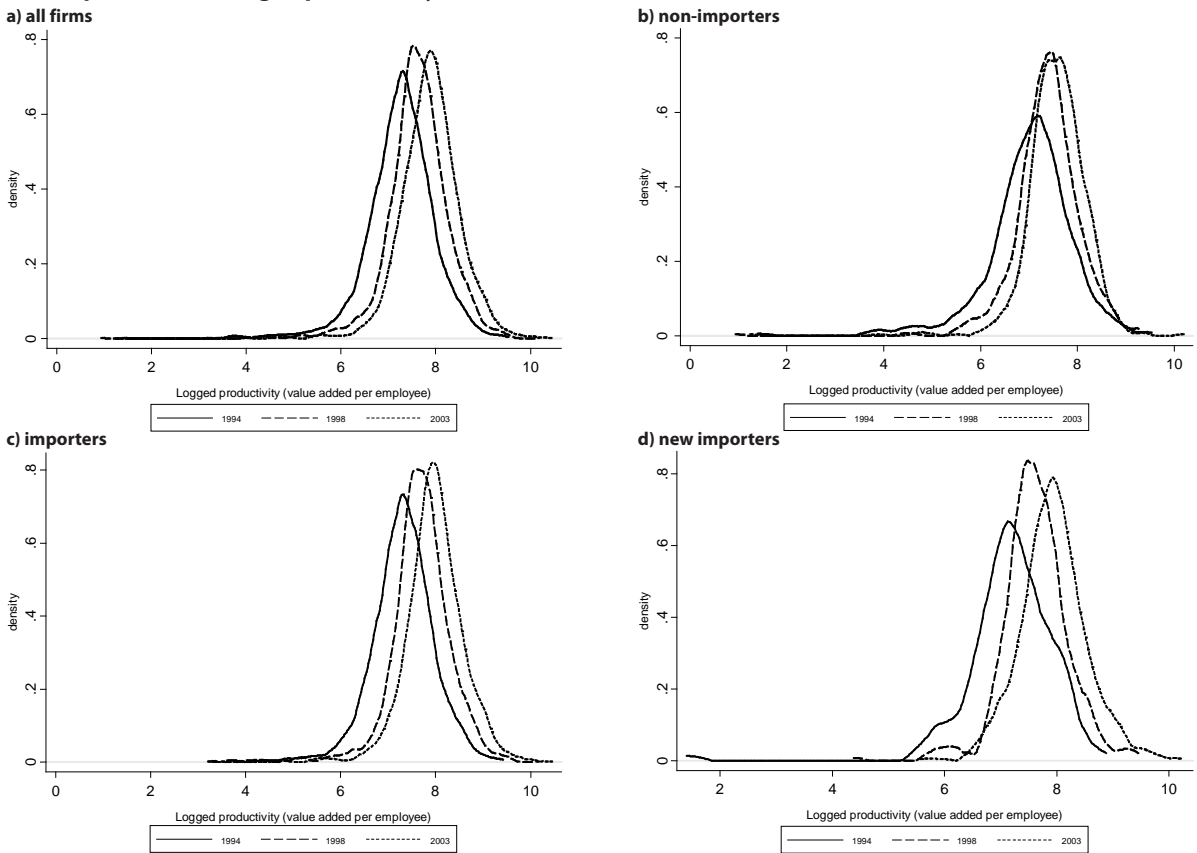 a) all firms
.8
.6
.4
.2
0
density
0 2 4 6 8 10
Logged productivity (value added per employee)
1994 1998 2003
b) non-importers
.8
.6
.4
.2
0
density
0 2 4 6 8 10
Logged productivity (value added per employee)
1994 1998 2003
c) importers
.8
.6
.4
.2
0
density
0 2 4 6 8 10
Logged productivity (value added per employee)
1994 1998 2003
d) new importers
.8
.6
.4
.2
0
density
2 4 6 8 10
Logged productivity (value added per employee)
1994 1998 2003